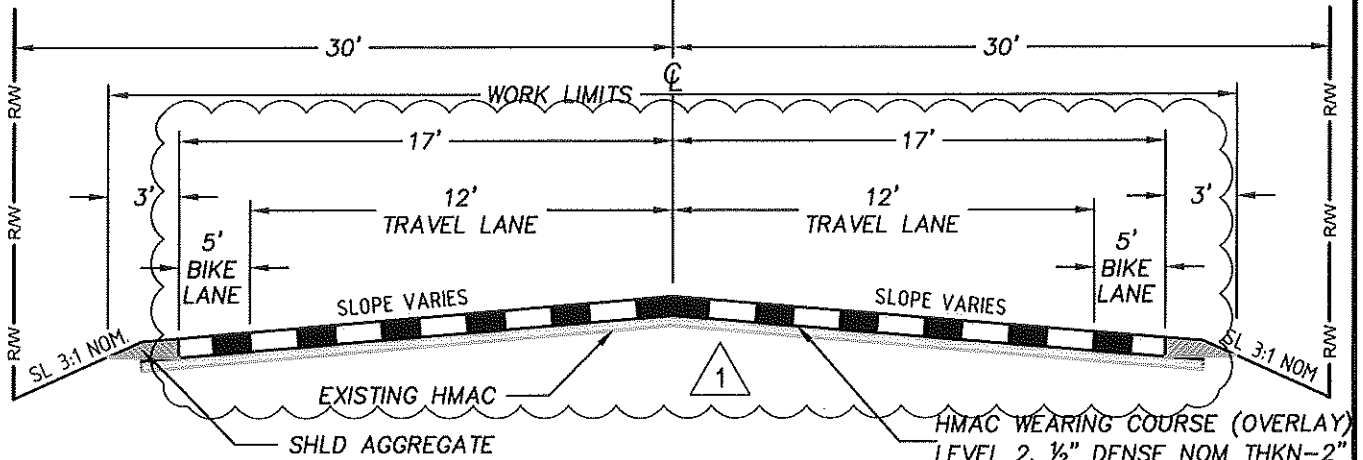 30' 30'
R/W R/W
℄
WORK LIMITS
17' 17'
R/W R/W
3' 12' 12' 3'
TRAVEL LANE TRAVEL LANE
5' 5'
BIKE BIKE
LANE LANE
R/W R/W
SLOPE VARIES SLOPE VARIES
R/W R/W
SL 3:1 NOM. SL 3:1 NOM
1
EXISTING HMAC
HMAC WEARING COURSE (OVERLAY)
SHLD AGGREGATE
LEVEL 2, ½" DENSE NOM THKN-2"